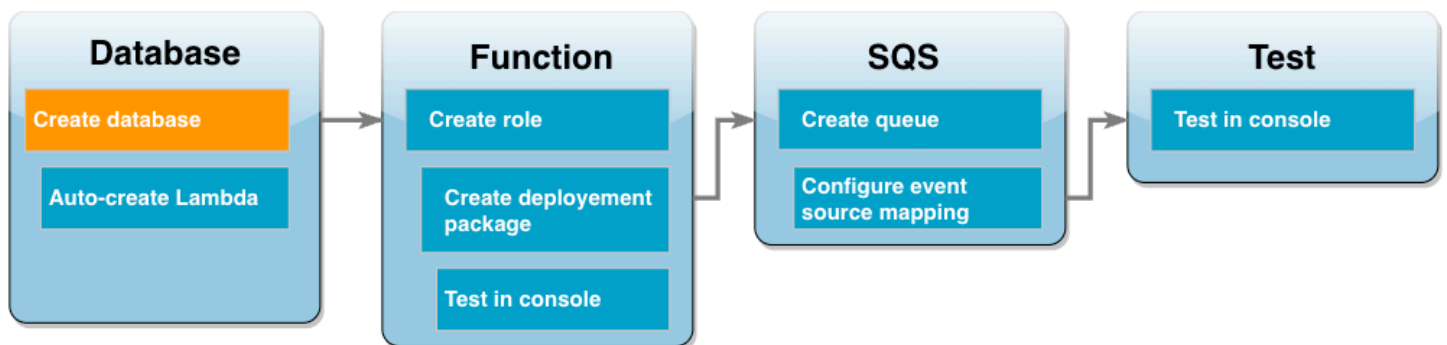 Database
Create database
Auto-create Lambda
Function
Create role
Create deployement
package
Test in console
SQS
Create queue
Configure event
source mapping
Test
Test in console